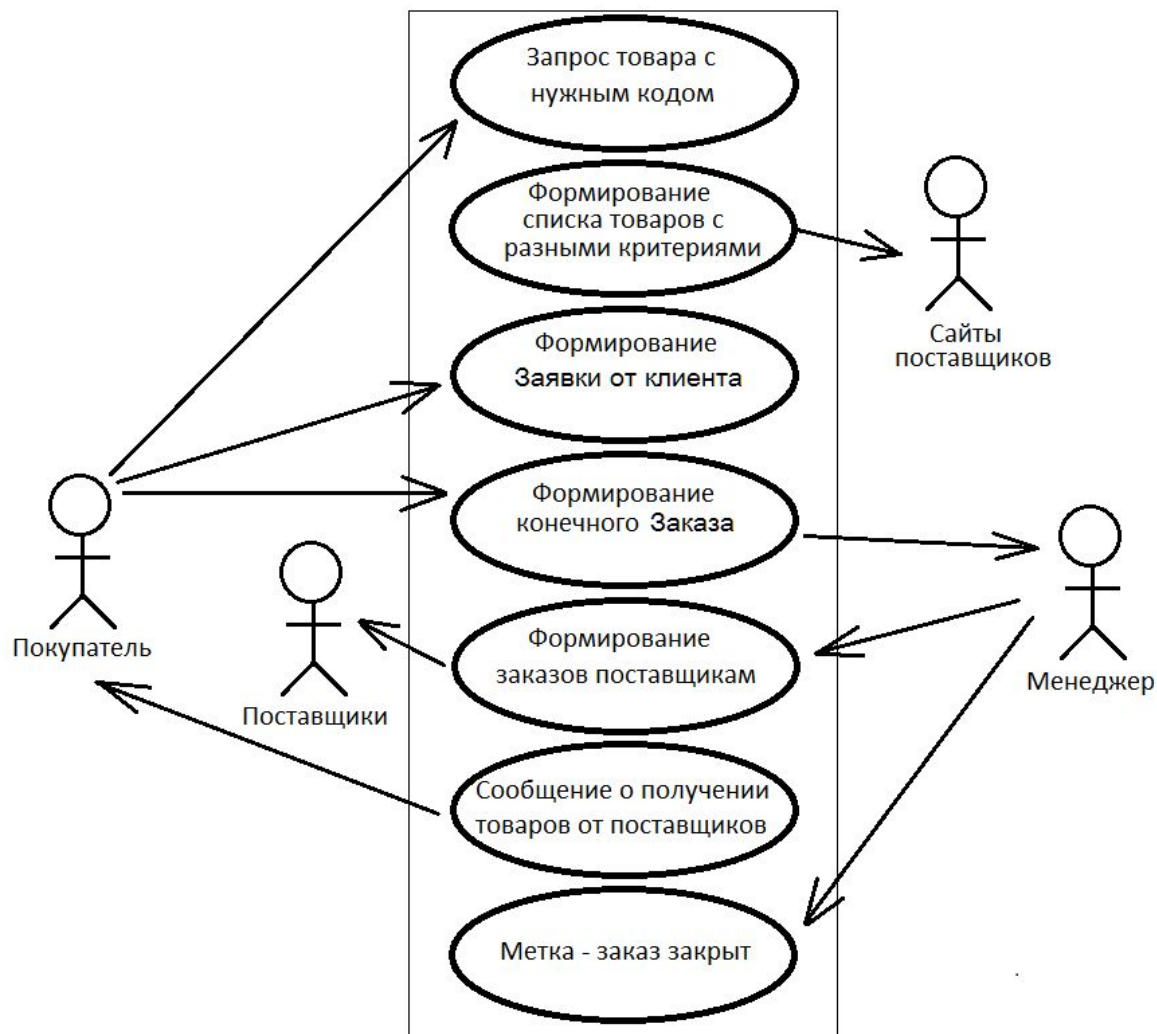 Запрос товара с
нужным кодом
Формирование
списка товаров с
разными критериями
Сайты
поставщиков
Формирование
Заявки от клиента
Формирование
конечного Заказа
Покупатель
Поставщики
Формирование
заказов поставщикам
Менеджер
Сообщение о получении
товаров от поставщиков
Метка - заказ закрыт